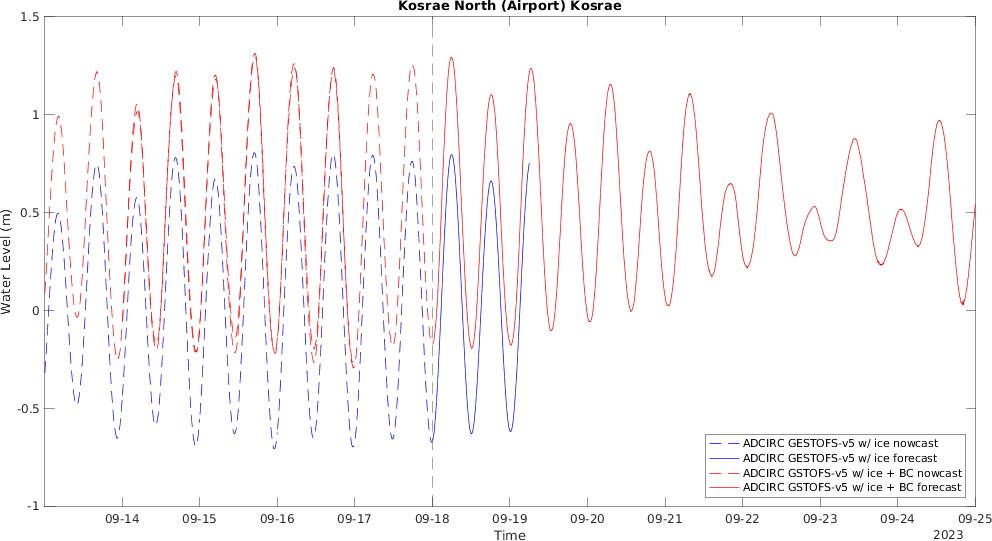 Kosrae North (Airport) Kosrae
1.5
1
0.5
0
-0.5
-1
Water Level (m)
ADCIRC GESTOFS-v5 w/ ice nowcast
ADCIRC GESTOFS-v5 w/ ice forecast
ADCIRC GSTOFS-v5 w/ ice + BC nowcast
ADCIRC GSTOFS-v5 w/ ice + BC forecast
09-14 09-15 09-16 09-17 09-18 09-19 09-20 09-21 09-22 09-23 09-24 09-25
Time
2023